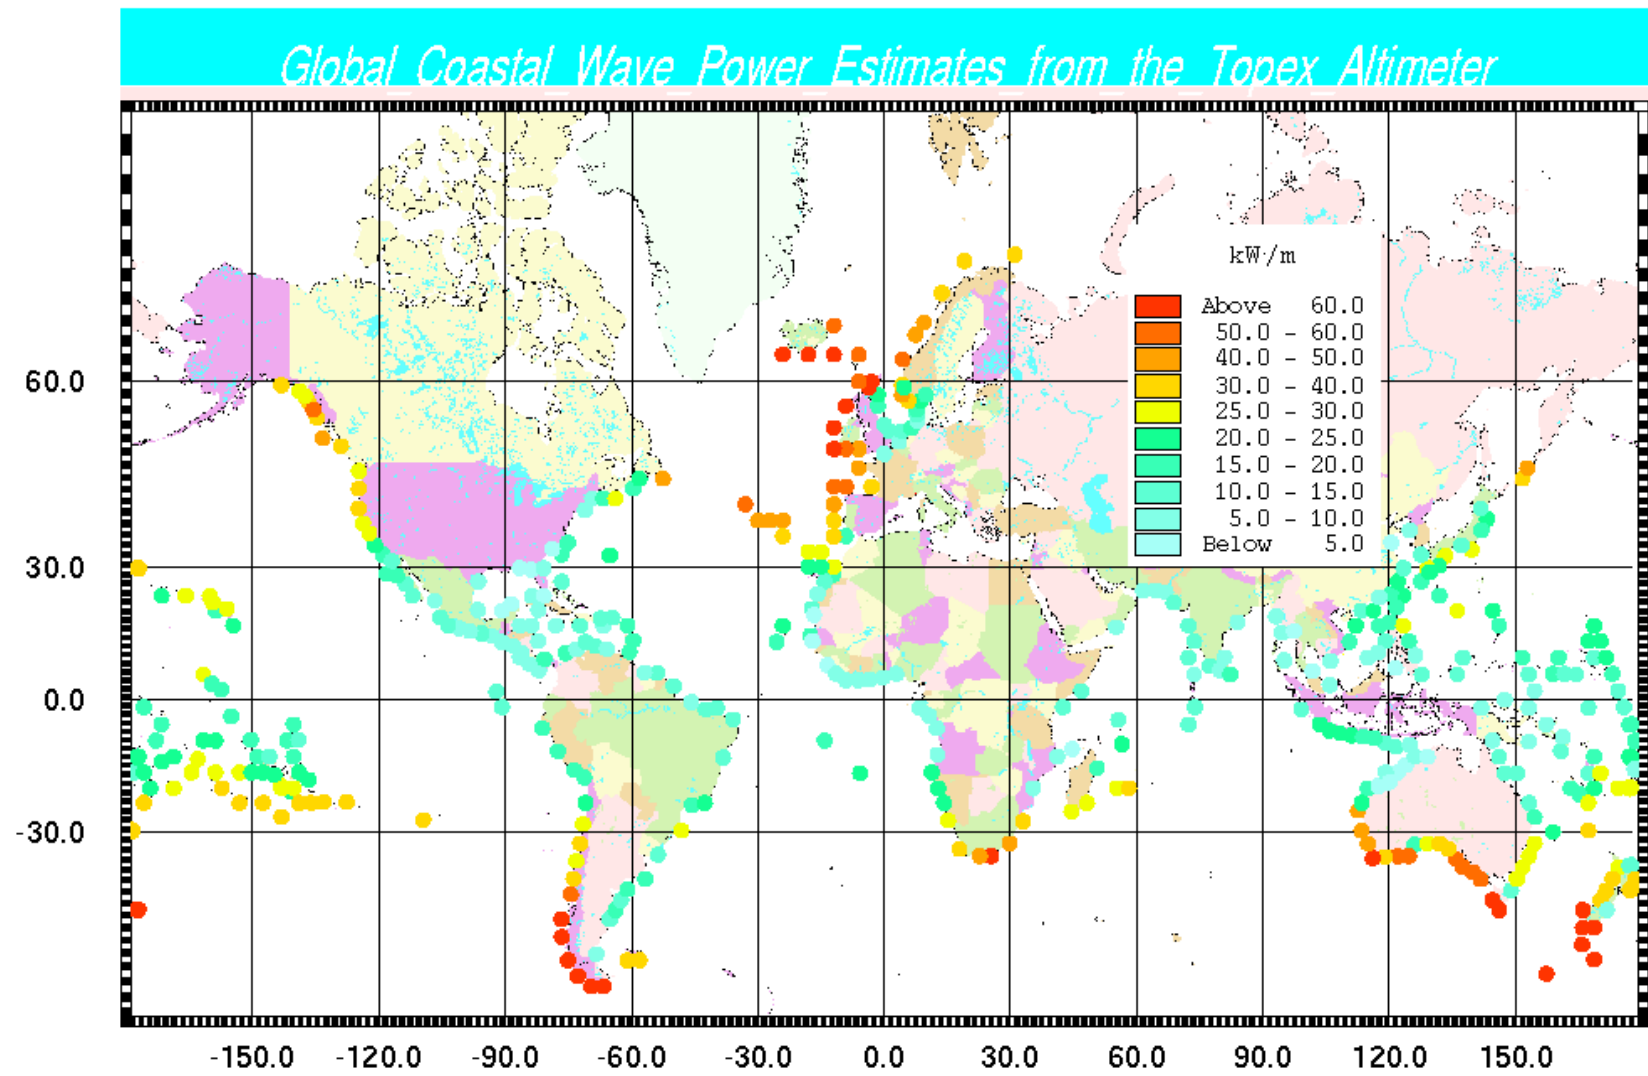 Global_Coastal_Wave_Power_Estimates_from_the_Topex_Altimeter
kW/m
Above 60.0
50.0 - 60.0
40.0 - 50.0
30.0 - 40.0
25.0 - 30.0
20.0 - 25.0
15.0 - 20.0
10.0 - 15.0
5.0 - 10.0
Below 5.0
60.0
30.0
0.0
-30.0
-150.0 -120.0 -90.0 -60.0 -30.0 0.0 30.0 60.0 90.0 120.0 150.0